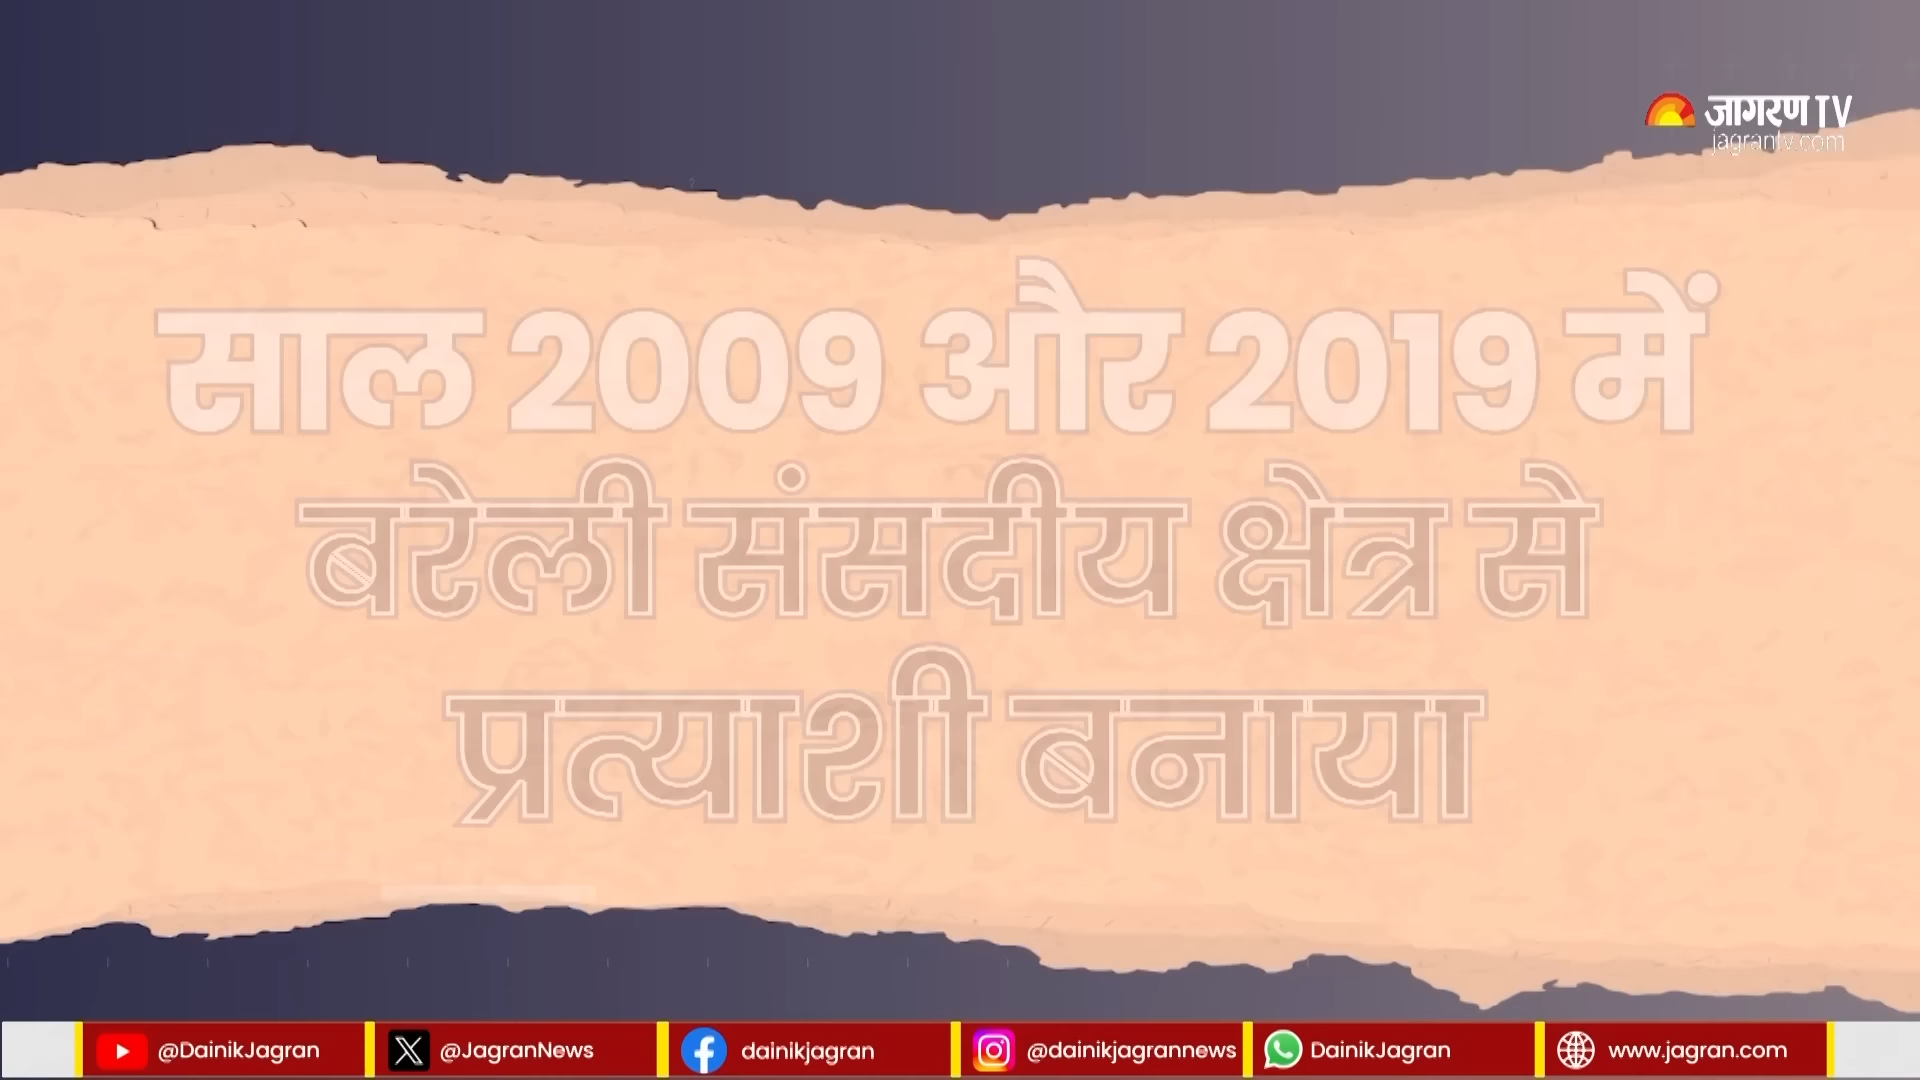 जागरण TV
jagrantv.com
साल 2009 और 2019 में
बरेली संसदीय क्षेत्र से
प्रत्याशी बनाया
@DainikJagran
@JagranNews
dainikjagran
@dainikjagrannews
DainikJagran
www.jagran.com